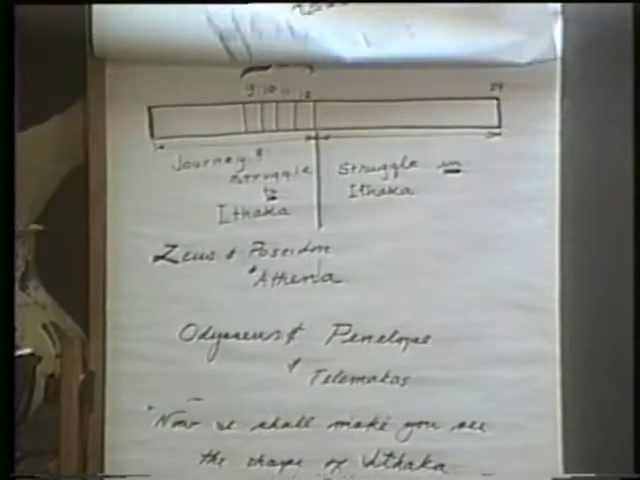 9 10 11 12
24
Journey &
struggle
to
Ithaka
Struggle in
Ithaka
Zeus & Poseidon
& Athena
Odysseus & Penelope
& Telemakos
"Now we shall make you see
the shape of Ithaka